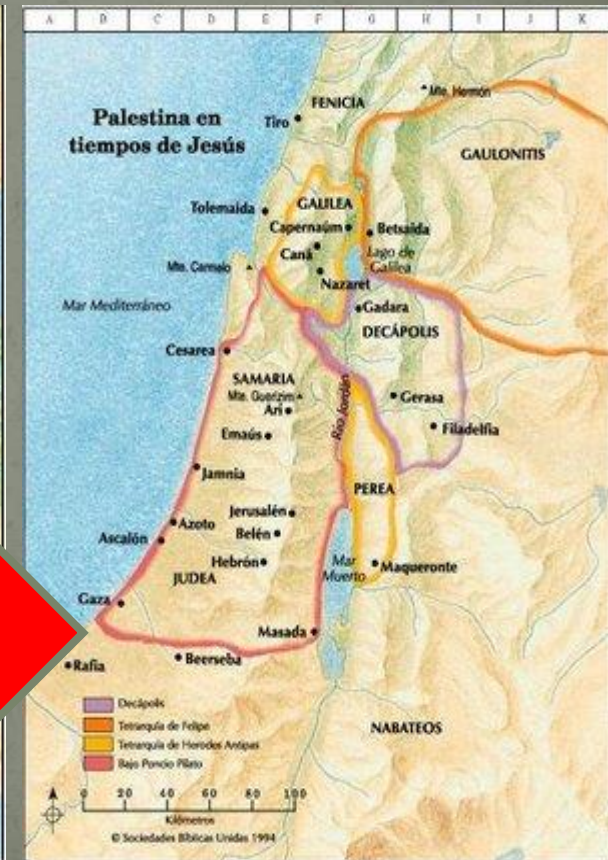 A B C D E F G H I J K
Palestina en
tiempos de Jesús
FENICIA
Mte. Hermón
Tiro
GAULONITIS
Tolemaida
GALILEA
Capernaúm
Betsaida
Caná
Lago de
Galilea
Mte. Carmelo
Nazaret
Mar Mediterráneo
Gadara
DECÁPOLIS
Cesarea
SAMARIA
Mte. Guerizim
Ari
Gerasa
Río Jordán
Emaús
Filadelfia
Jamnia
PEREA
Jerusalén
Azoto
Belén
Ascalón
Hebrón
Mar
Muerto
Maqueronte
JUDEA
Gaza
Masada
Beerseba
Rafia
Decápolis
Tetrarquía de Felipe
Tetrarquía de Herodes Antipas
Bajo Poncio Pilato
NABATEOS
0 20 40 60 80 100
Kilómetros
© Sociedades Bíblicas Unidas 1994